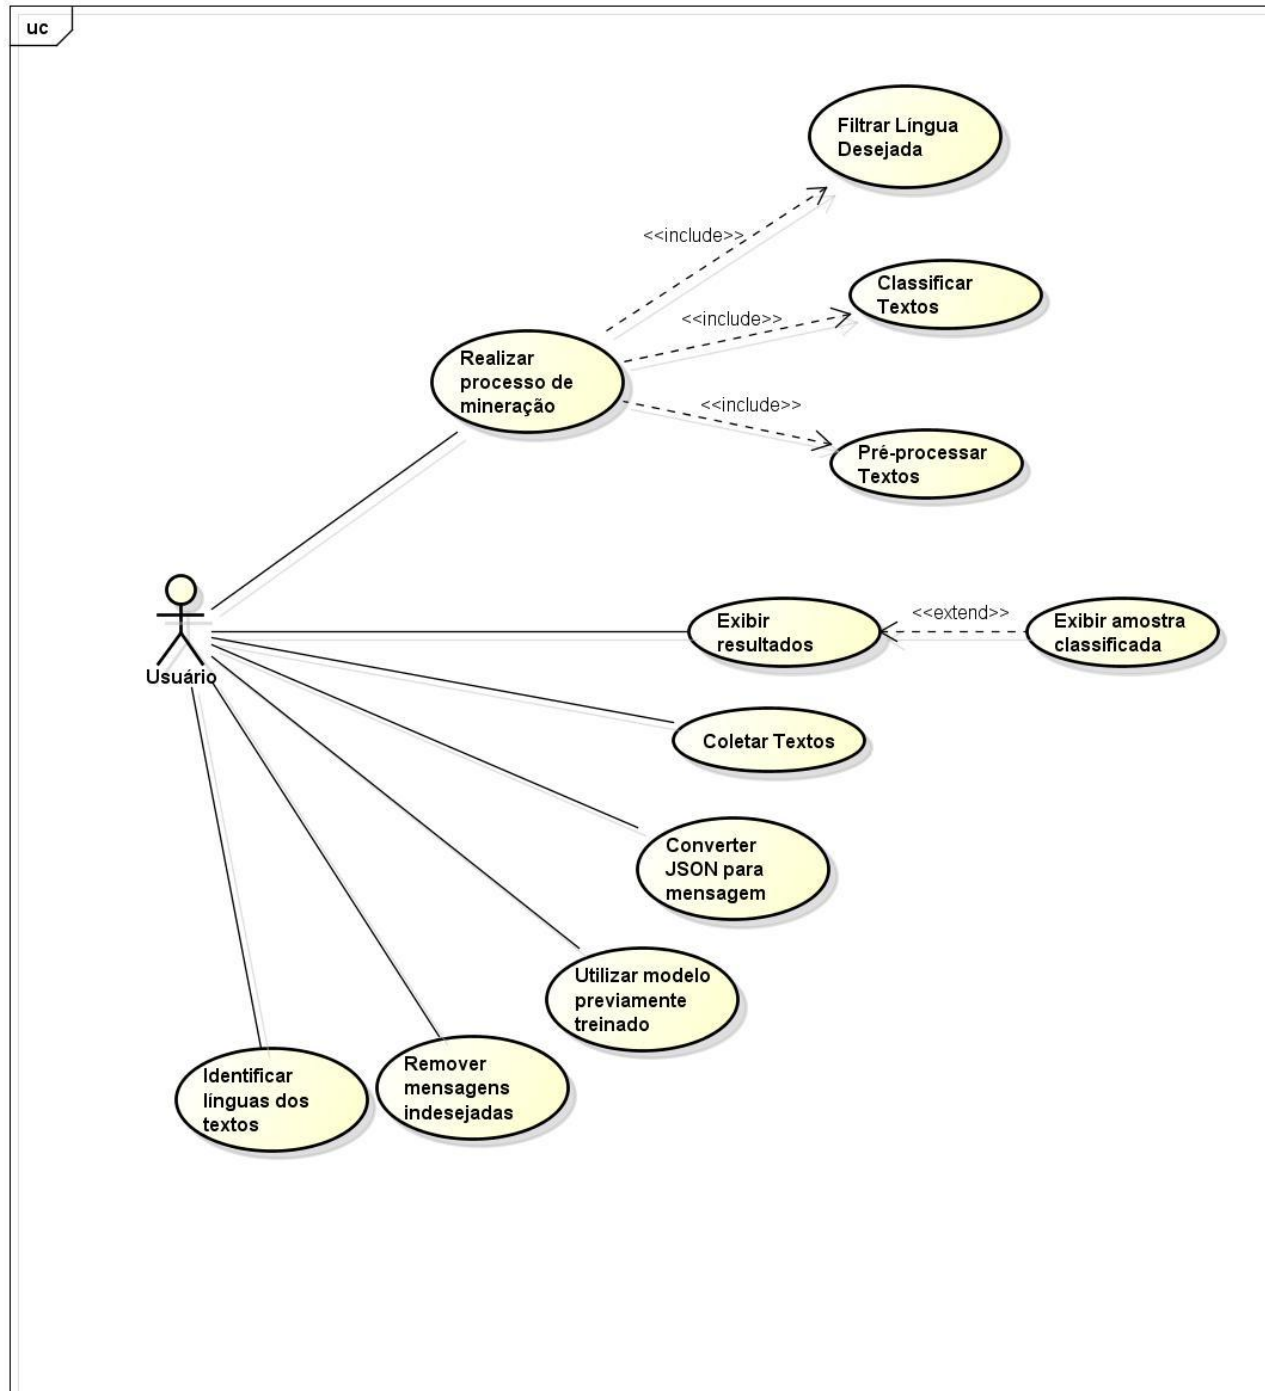 uc
Filtrar Língua
Desejada
<<include>>
Classificar
Textos
<<include>>
Realizar
processo de
mineração
<<include>>
Pré-processar
Textos
Usuário
Exibir
resultados
<<extend>>
Exibir amostra
classificada
Coletar Textos
Converter
JSON para
mensagem
Utilizar modelo
previamente
treinado
Remover
mensagens
indesejadas
Identificar
línguas dos
textos